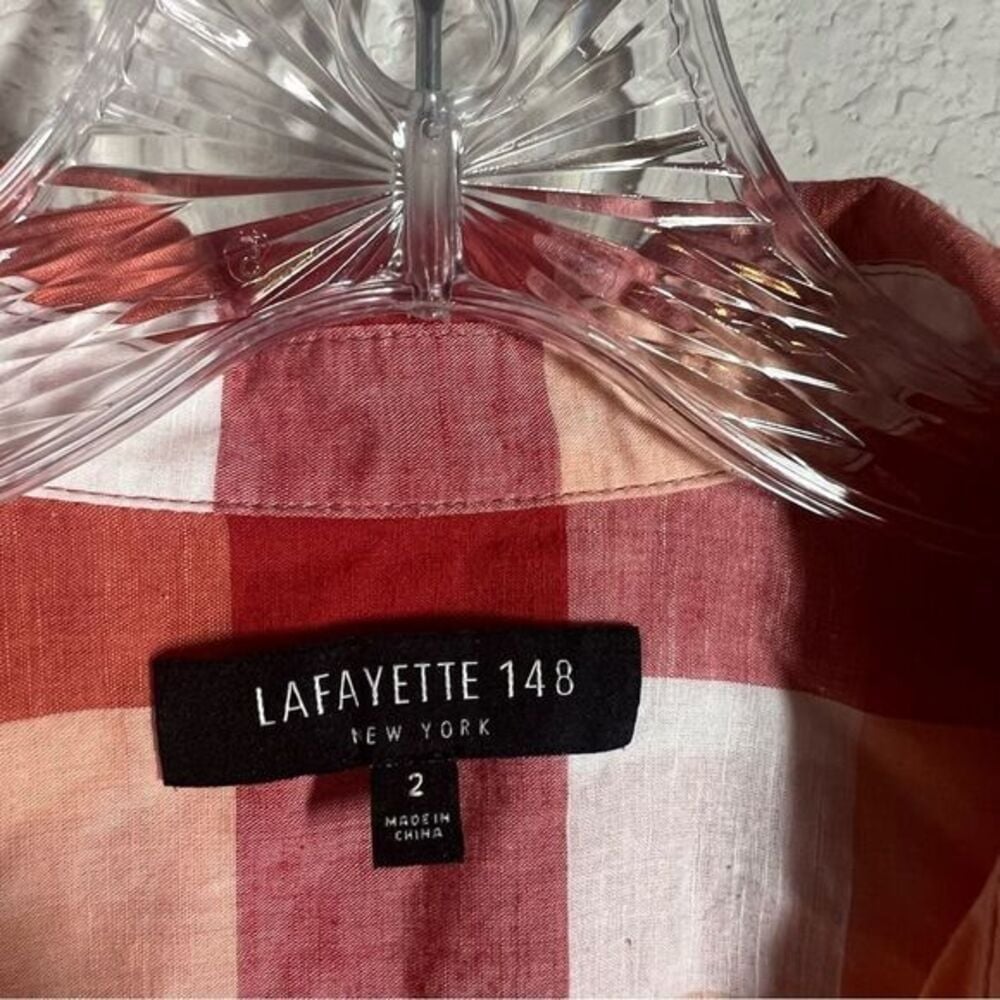 LAFAYETTE 148
NEW YORK
2
MADE IN
CHINA